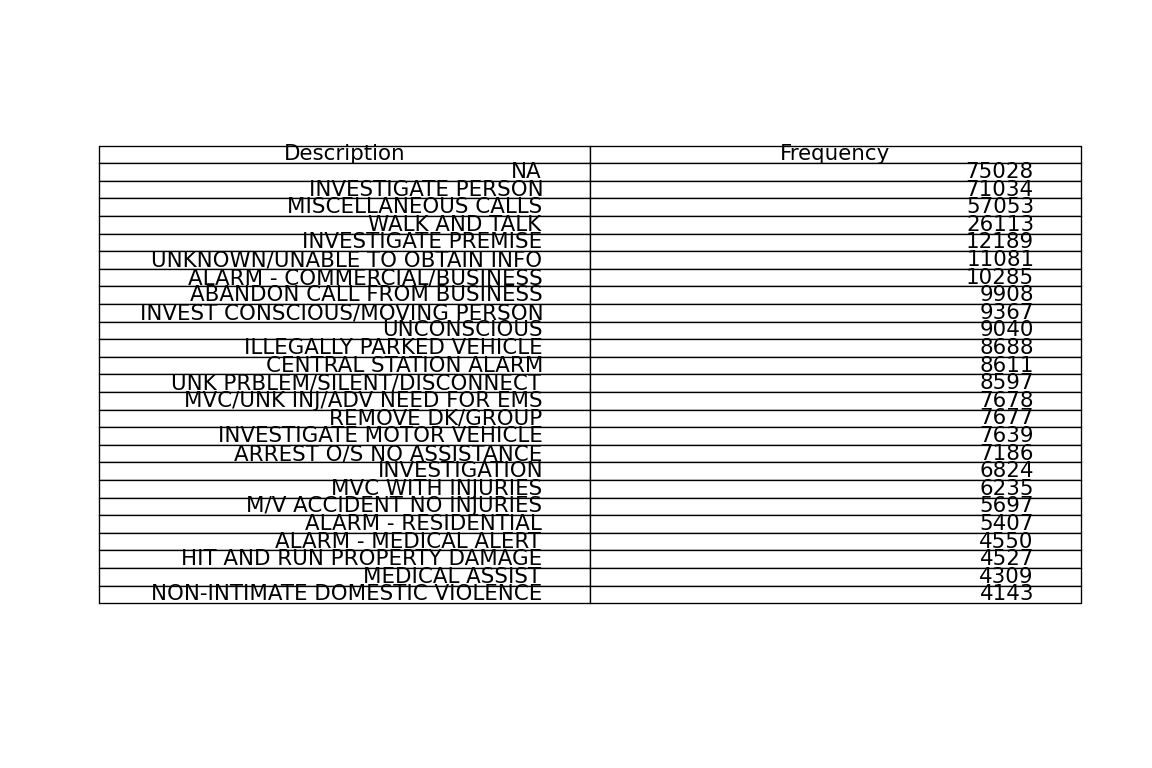 Description Frequency
NA 75028
INVESTIGATE PERSON 71034
MISCELLANEOUS CALLS 57053
WALK AND TALK 26113
INVESTIGATE PREMISE 12189
UNKNOWN/UNABLE TO OBTAIN INFO 11081
ALARM - COMMERCIAL/BUSINESS 10285
ABANDON CALL FROM BUSINESS 9908
INVEST CONSCIOUS/MOVING PERSON 9367
UNCONSCIOUS 9040
ILLEGALLY PARKED VEHICLE 8688
CENTRAL STATION ALARM 8611
UNK PRBLEM/SILENT/DISCONNECT 8597
MVC/UNK INJ/ADV NEED FOR EMS 7678
REMOVE DK/GROUP 7677
INVESTIGATE MOTOR VEHICLE 7639
ARREST O/S NO ASSISTANCE 7186
INVESTIGATION 6824
MVC WITH INJURIES 6235
M/V ACCIDENT NO INJURIES 5697
ALARM - RESIDENTIAL 5407
ALARM - MEDICAL ALERT 4550
HIT AND RUN PROPERTY DAMAGE 4527
MEDICAL ASSIST 4309
NON-INTIMATE DOMESTIC VIOLENCE 4143